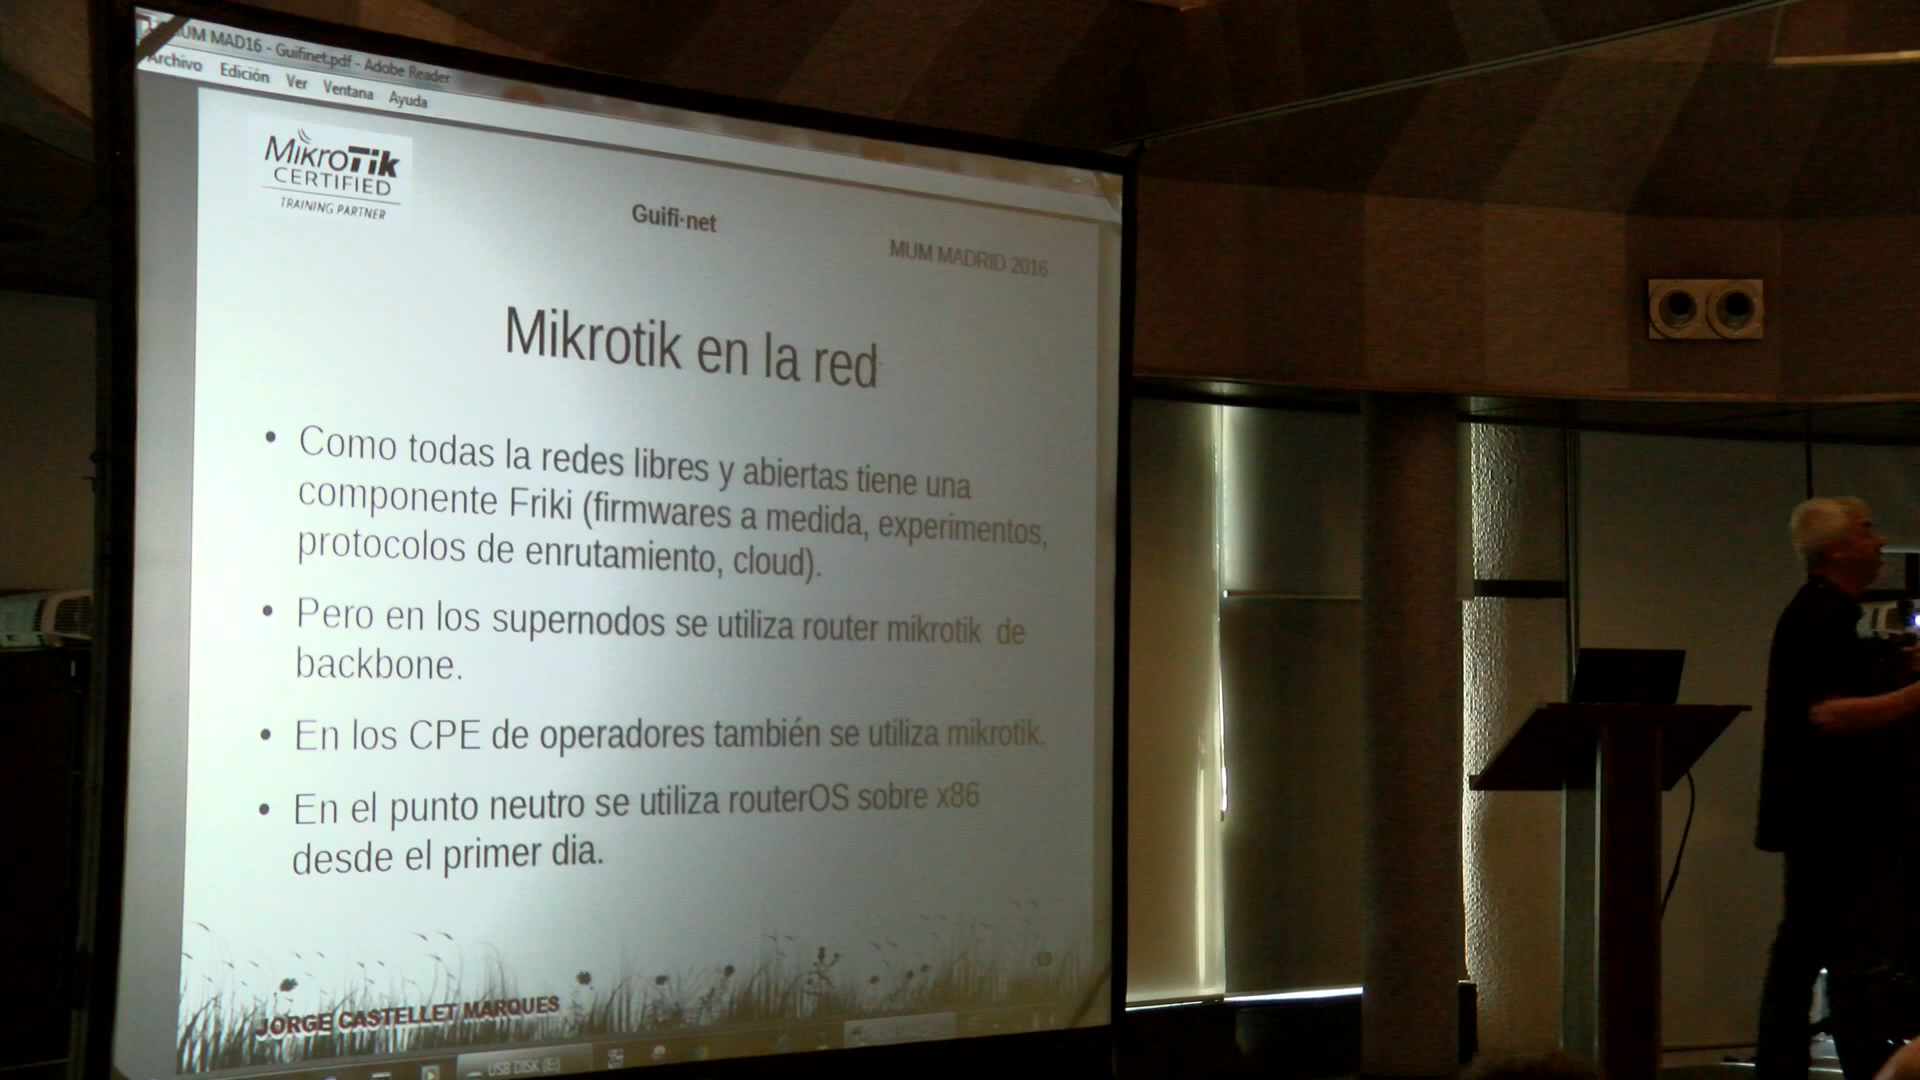 MUM MAD16 - Guifinet.pdf - Adobe Reader
Archivo Edición Ver Ventana Ayuda
MikroTik
CERTIFIED
TRAINING PARTNER
Guifi·net
MUM MADRID 2016
Mikrotik en la red
• Como todas la redes libres y abiertas tiene una
componente Friki (firmwares a medida, experimentos,
protocolos de enrutamiento, cloud).
• Pero en los supernodos se utiliza router mikrotik de
backbone.
• En los CPE de operadores también se utiliza mikrotik.
• En el punto neutro se utiliza routerOS sobre x86
desde el primer dia.
JORGE CASTELLET MARQUES
USB DISK (E:)